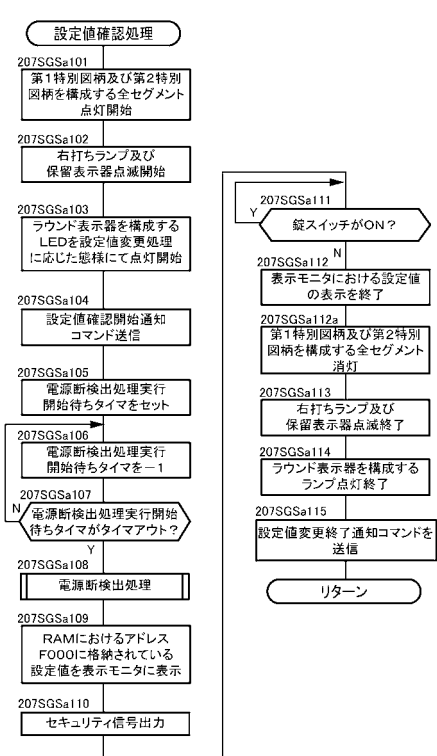 設定値確認処理
207SGSa101
第1特別図柄及び第2特別
図柄を構成する全セグメント
点灯開始
207SGSa102
右打ちランプ及び
保留表示器点滅開始
207SGSa103
ラウンド表示器を構成する
LEDを設定値変更処理
に応じた態様にて点灯開始
207SGSa104
設定値確認開始通知
コマンド送信
207SGSa105
電源断検出処理実行
開始待ちタイマをセット
207SGSa106
電源断検出処理実行
開始待ちタイマを－1
207SGSa107
N
電源断検出処理実行開始
待ちタイマがタイマアウト?
Y
207SGSa108
電源断検出処理
207SGSa109
RAMにおけるアドレス
F000に格納されている
設定値を表示モニタに表示
207SGSa110
セキュリティ信号出力
207SGSa111
Y
錠スイッチがON?
N
207SGSa112
表示モニタにおける設定値
の表示を終了
207SGSa112a
第1特別図柄及び第2特別
図柄を構成する全セグメント
消灯
207SGSa113
右打ちランプ及び
保留表示器点滅終了
207SGSa114
ラウンド表示器を構成する
ランプ点灯終了
207SGSa115
設定値変更終了通知コマンドを
送信
リターン